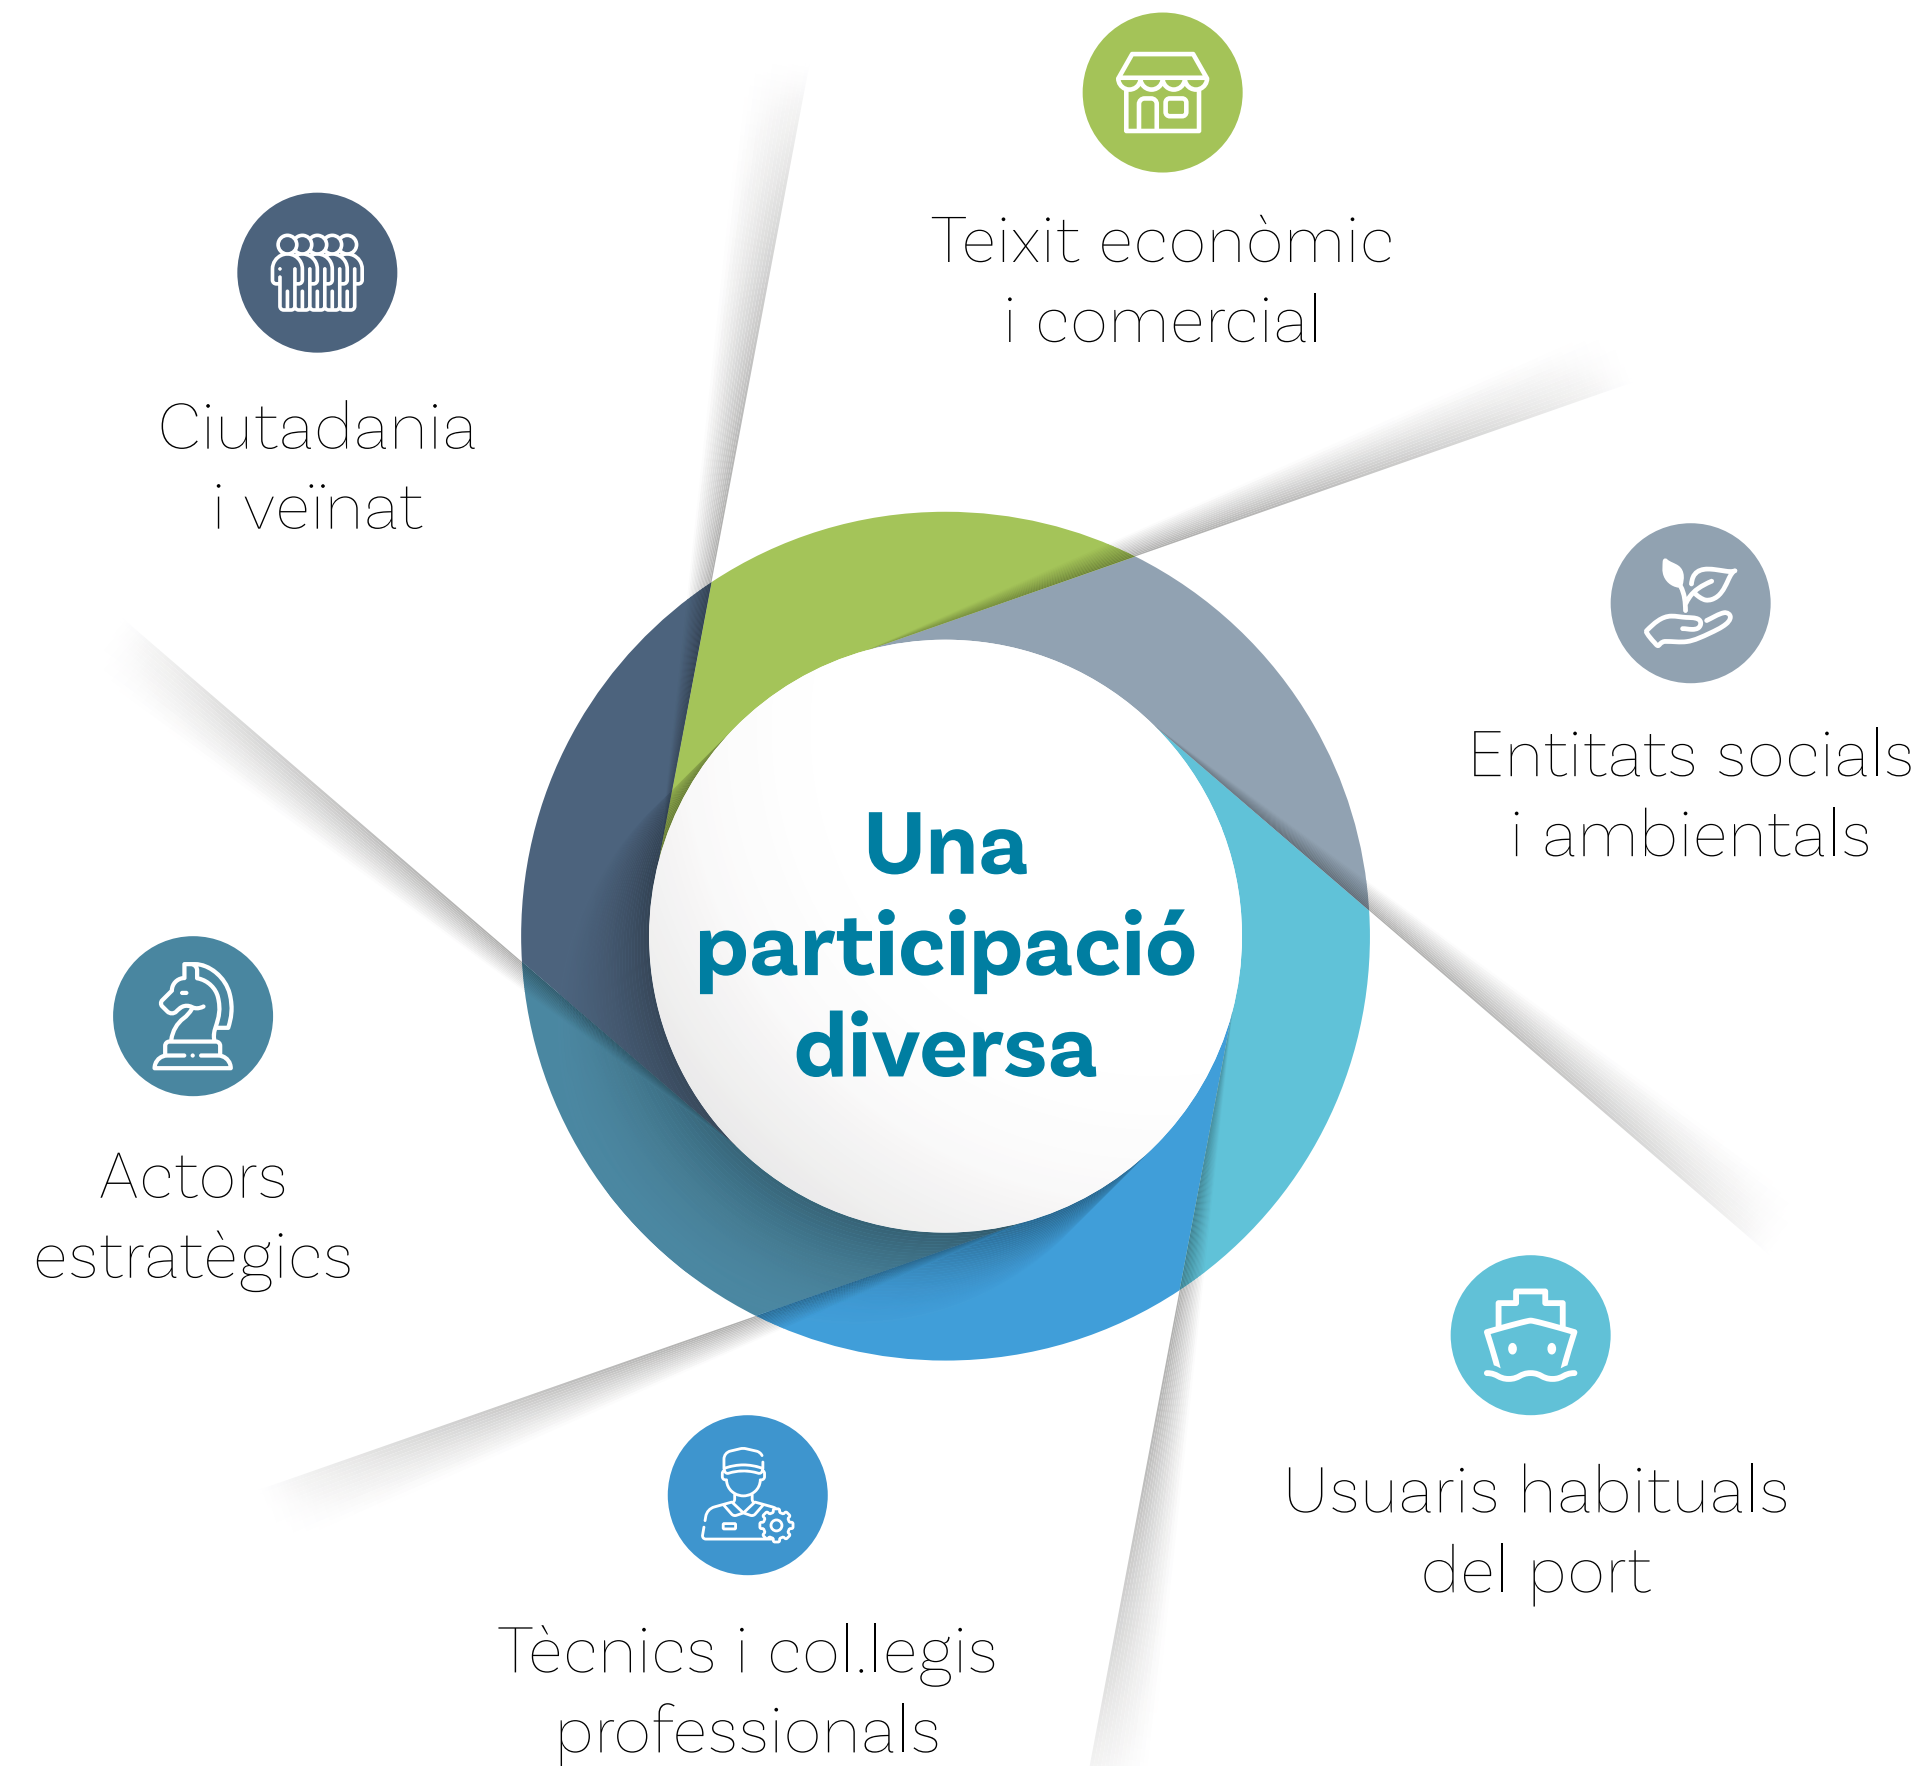 Teixit econòmic
i comercial
Ciutadania
i veïnat
Entitats socials
i ambientals
Una
participació
diversa
Actors
estratègics
Usuaris habituals
del port
Tècnics i col.legis
professionals